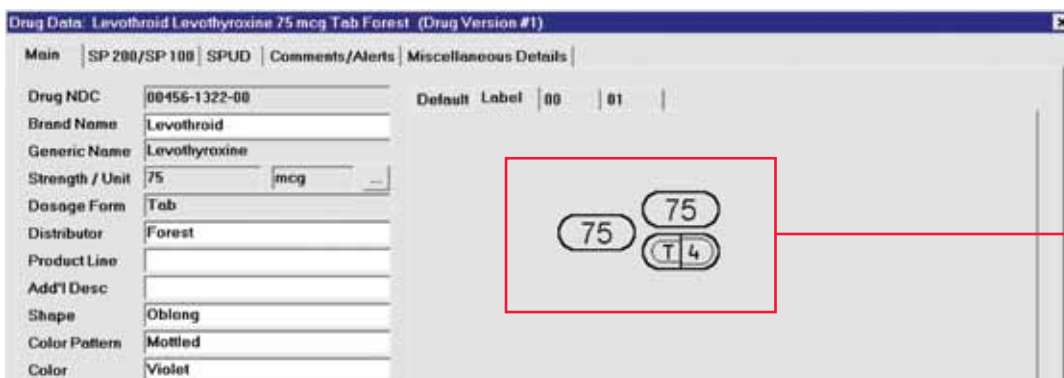 Drug Data: Levothroid Levothyroxine 75 mcg Tab Forest (Drug Version #1)
Main SP 200/SP 100 SPUD Comments/Alerts Miscellaneous Details
Drug NDC 00456-1322-00
Default Label 00 01
Brand Name Levothroid
Generic Name Levothyroxine
Strength / Unit 75 mcg ...
Dosage Form Tab
Distributor Forest
Product Line
Add'l Desc
Shape Oblong
Color Pattern Mottled
Color Violet
75
75
T 4